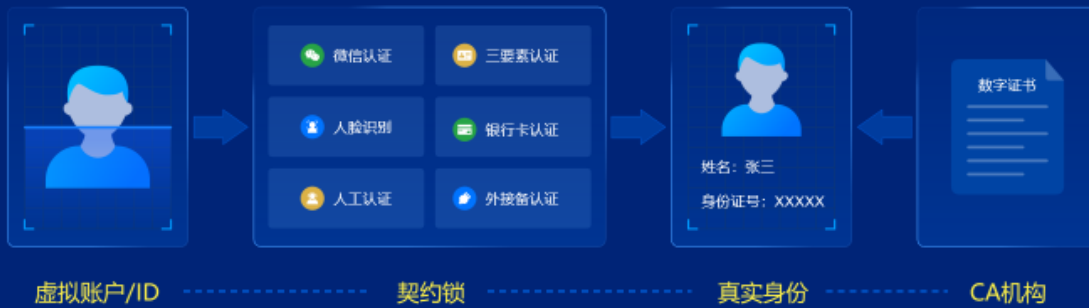 微信认证
三要素认证
人脸识别
银行卡认证
人工认证
外接备认证
姓名：张三
身份证号：XXXXX
数字证书
虚拟账户/ID
契约锁
真实身份
CA机构